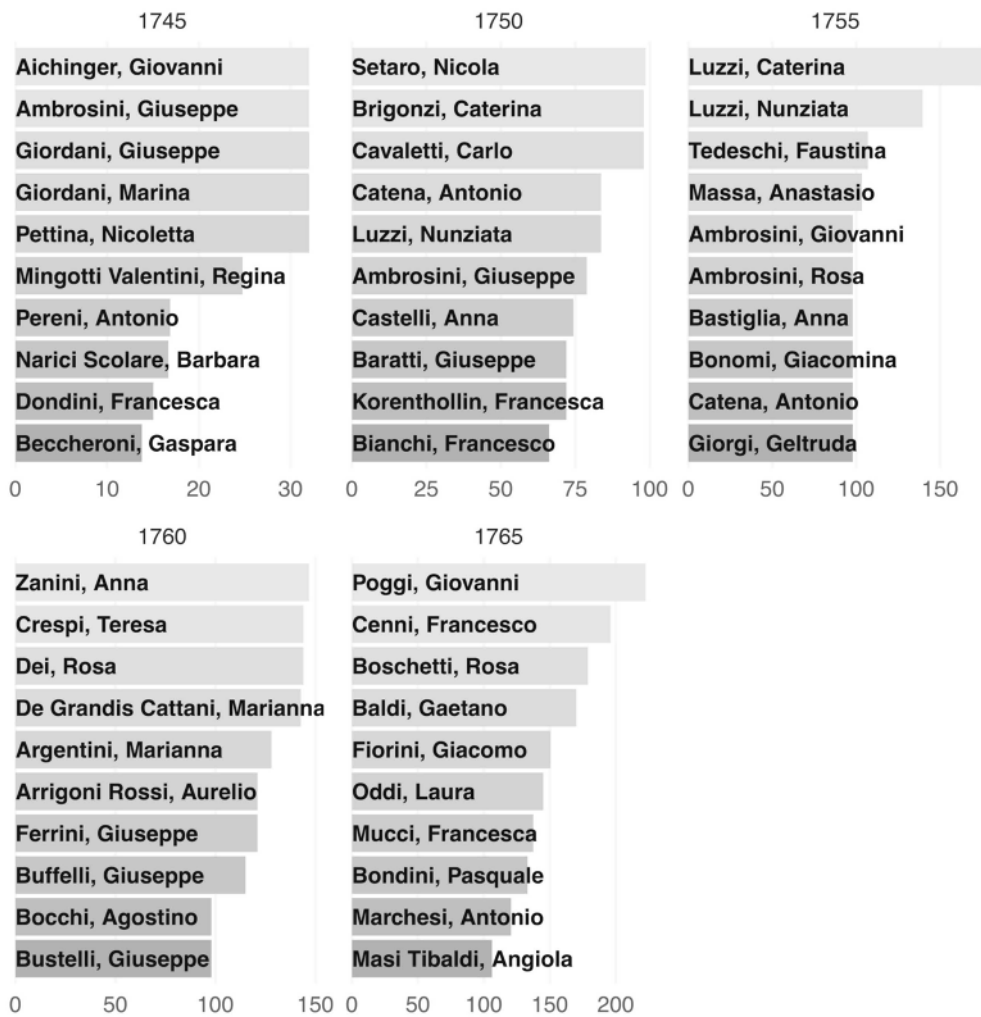 1745
Aichinger, Giovanni
Ambrosini, Giuseppe
Giordani, Giuseppe
Giordani, Marina
Pettina, Nicoletta
Mingotti Valentini, Regina
Pereni, Antonio
Narici Scolare, Barbara
Dondini, Francesca
Beccheroni, Gaspara
0 10 20 30
1750
Setaro, Nicola
Brigonzi, Caterina
Cavaletti, Carlo
Catena, Antonio
Luzzi, Nunziata
Ambrosini, Giuseppe
Castelli, Anna
Baratti, Giuseppe
Korenthollin, Francesca
Bianchi, Francesco
0 25 50 75 100
1755
Luzzi, Caterina
Luzzi, Nunziata
Tedeschi, Faustina
Massa, Anastasio
Ambrosini, Giovanni
Ambrosini, Rosa
Bastiglia, Anna
Bonomi, Giacomina
Catena, Antonio
Giorgi, Geltruda
0 50 100 150
1760
Zanini, Anna
Crespi, Teresa
Dei, Rosa
De Grandis Cattani, Marianna
Argentini, Marianna
Arrigoni Rossi, Aurelio
Ferrini, Giuseppe
Buffelli, Giuseppe
Bocchi, Agostino
Bustelli, Giuseppe
0 50 100 150
1765
Poggi, Giovanni
Cenni, Francesco
Boschetti, Rosa
Baldi, Gaetano
Fiorini, Giacomo
Oddi, Laura
Mucci, Francesca
Bondini, Pasquale
Marchesi, Antonio
Masi Tibaldi, Angiola
0 50 100 150 200